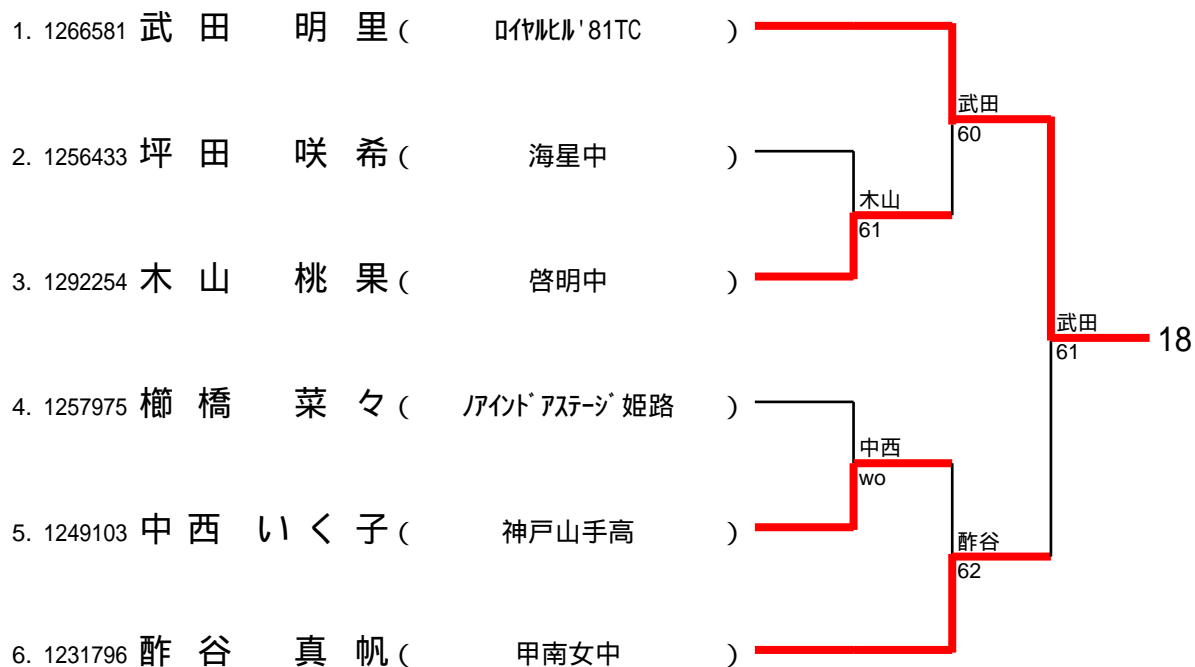 1. 1266581 武田 明里 ( ﾛｲﾔﾙﾋﾙ'81TC )
武田
60
2. 1256433 坪田 咲希 ( 海星中 )
木山
61
3. 1292254 木山 桃果 ( 啓明中 )
武田
61
18
4. 1257975 櫛橋 菜々 ( ﾉｱｲﾝﾄﾞｱｽﾃｰｼﾞ姫路 )
中西
wo
5. 1249103 中西 いく子 ( 神戸山手高 )
酢谷
62
6. 1231796 酢谷 真帆 ( 甲南女中 )